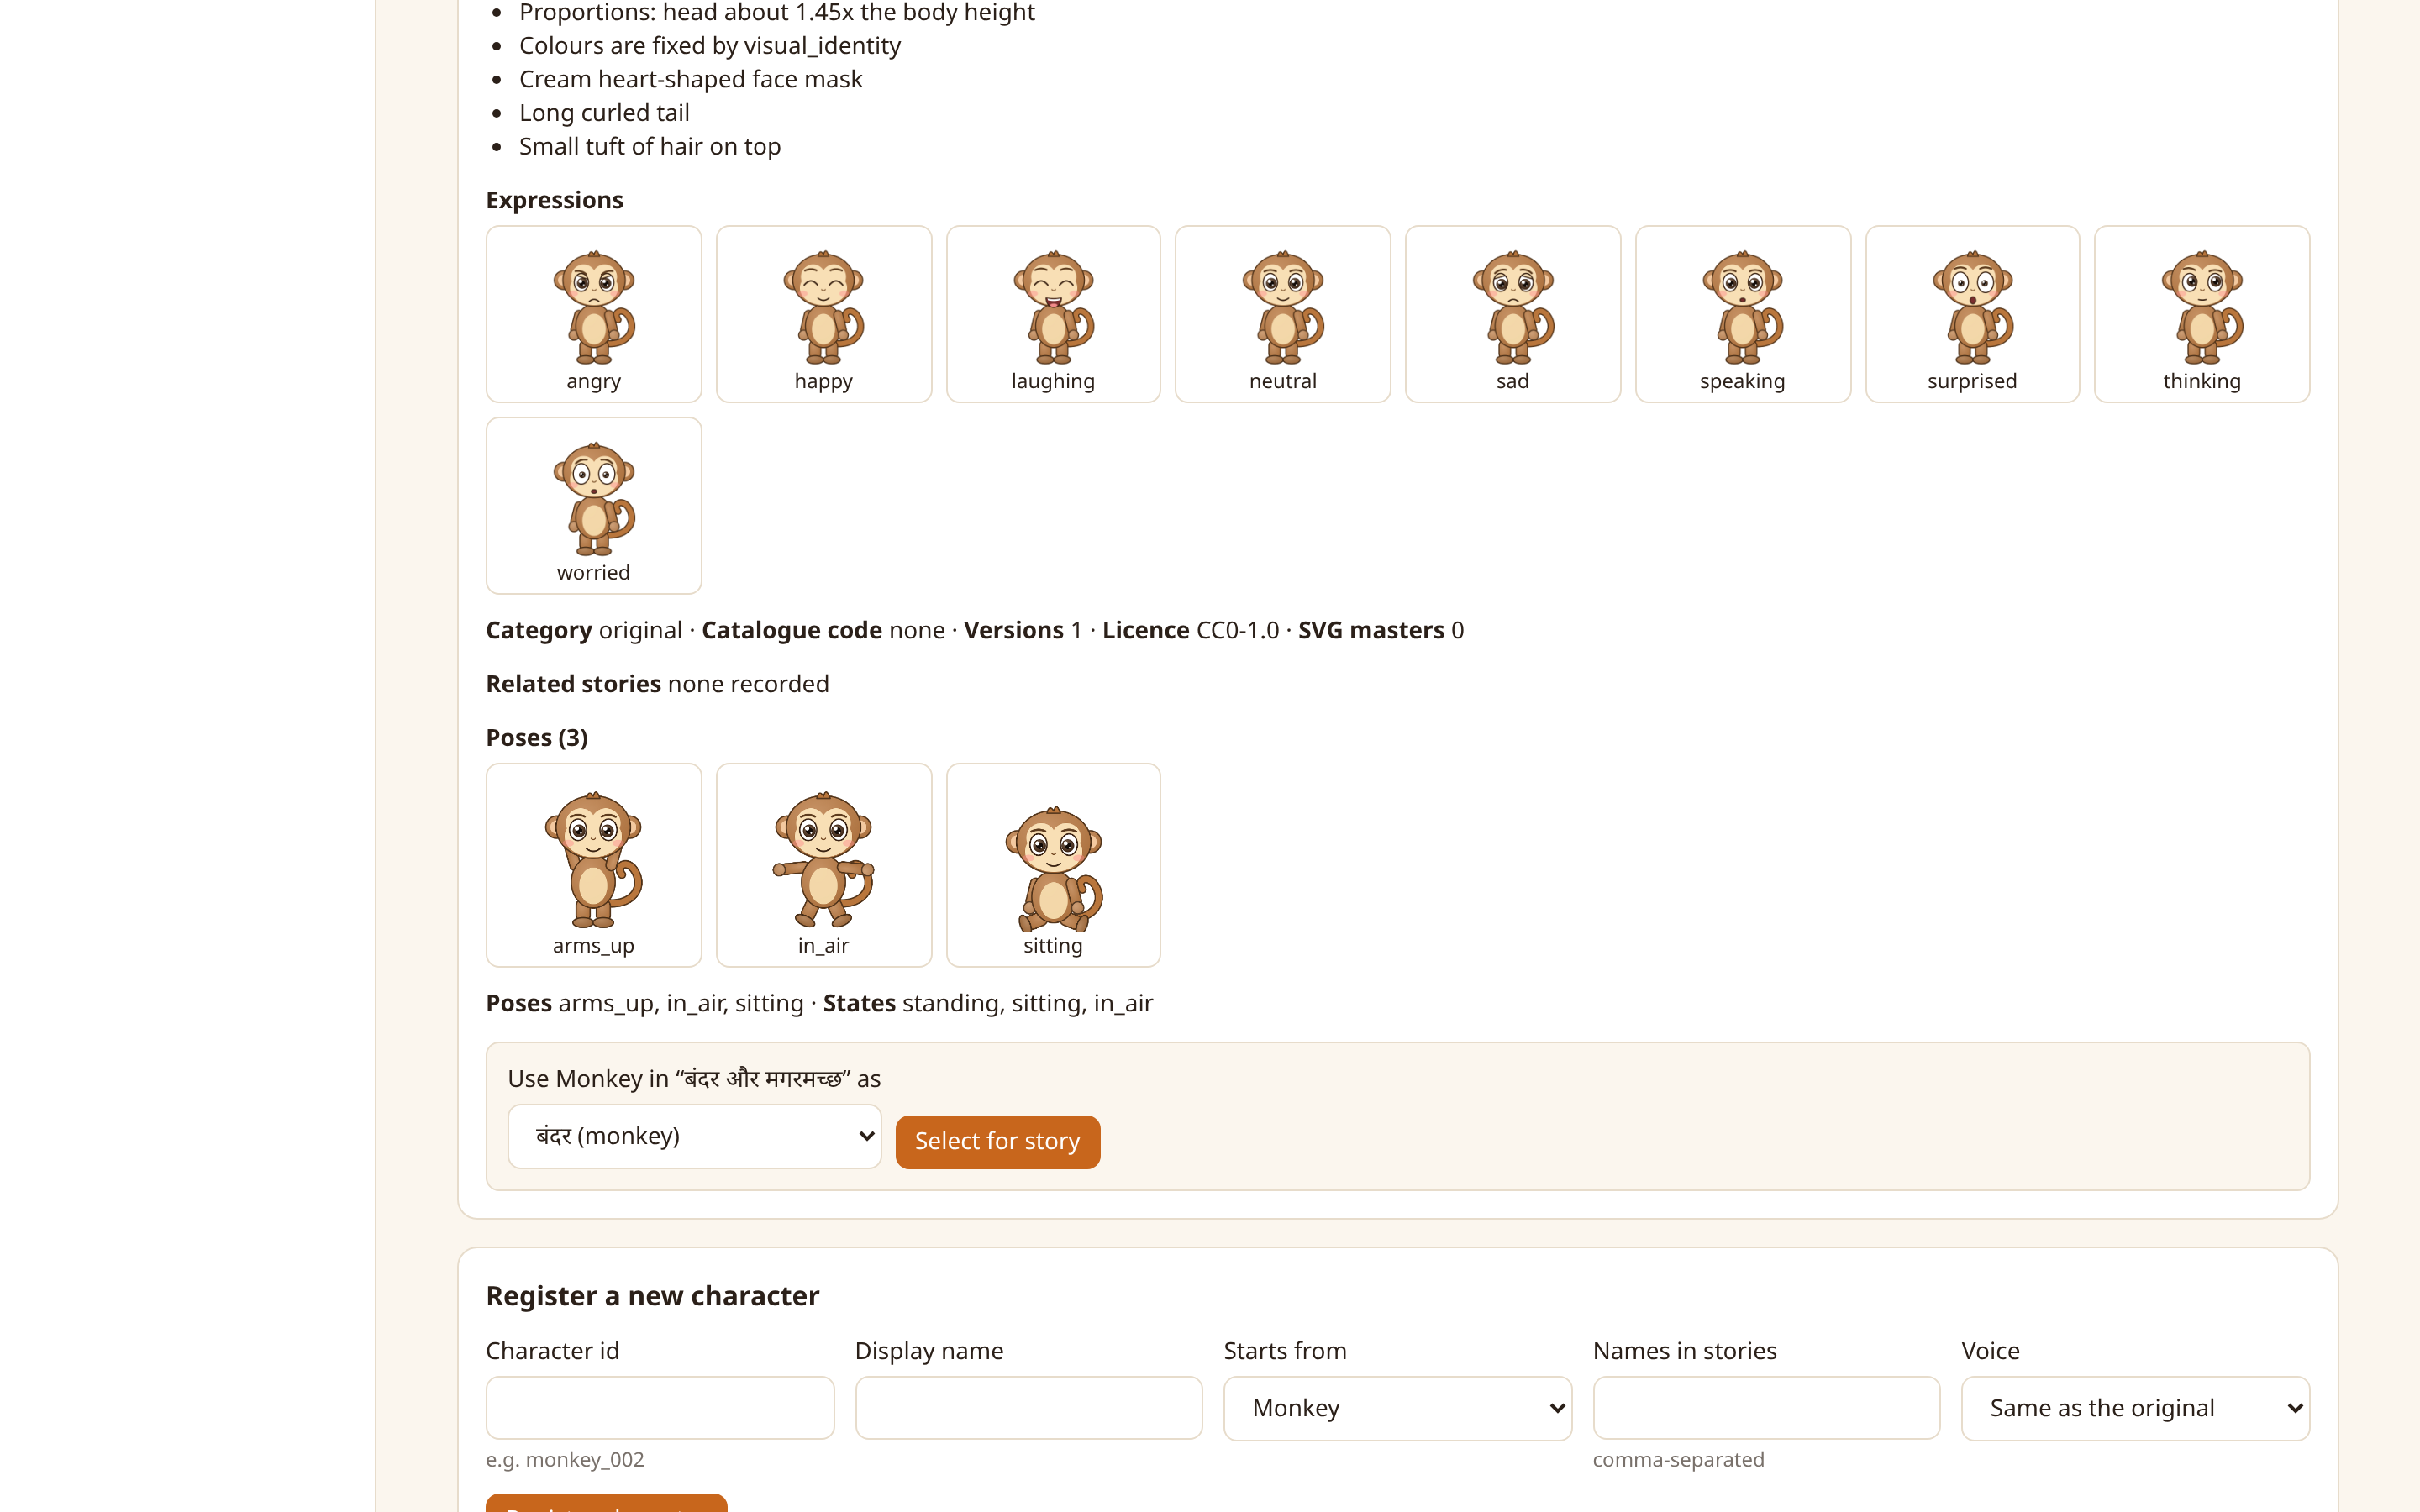 Proportions: head about 1.45x the body height
Colours are fixed by visual_identity
Cream heart-shaped face mask
Long curled tail
Small tuft of hair on top
Expressions
angry happy laughing neutral sad speaking surprised thinking
worried
Category original · Catalogue code none · Versions 1 · Licence CC0-1.0 · SVG masters 0
Related stories none recorded
Poses (3)
arms_up in_air sitting
Poses arms_up, in_air, sitting · States standing, sitting, in_air
Use Monkey in “बंदर और मगरमच्छ” as
बंदर (monkey) Select for story
Register a new character
Character id Display name Starts from Names in stories Voice
Monkey Same as the original
e.g. monkey_002 comma-separated